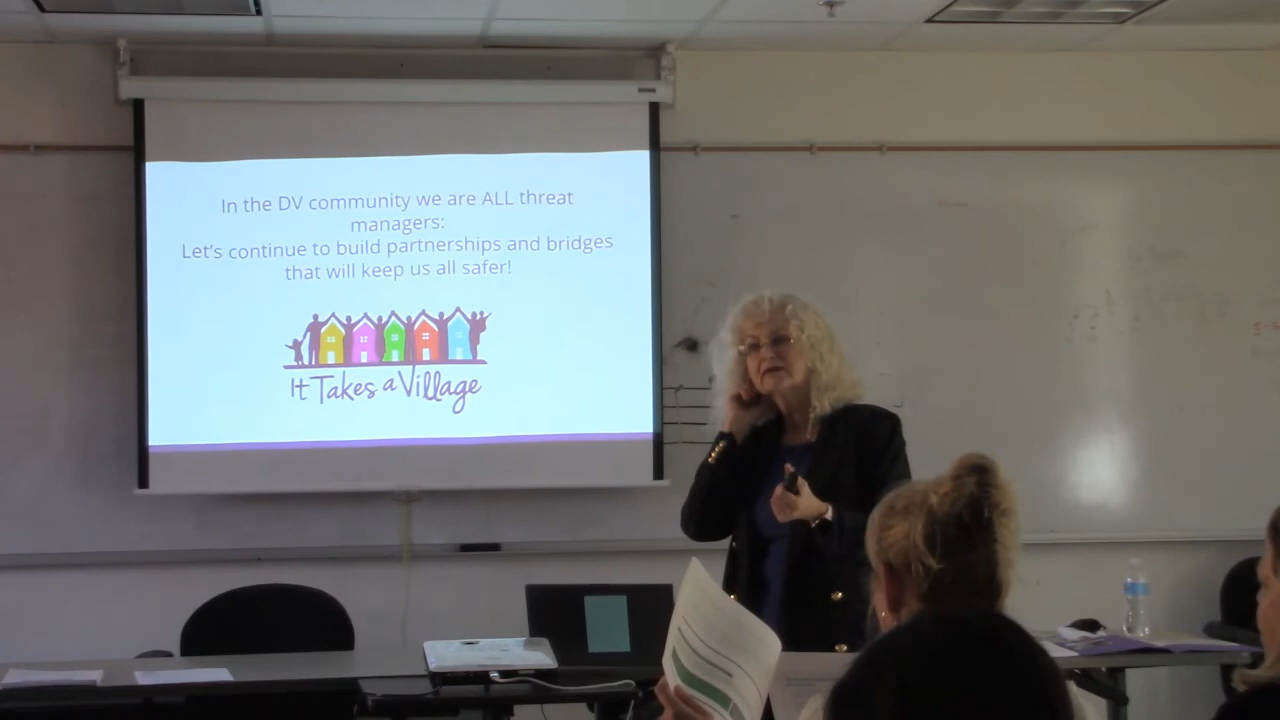 In the DV community we are ALL threat
managers:
Let's continue to build partnerships and bridges
that will keep us all safer!
It Takes a Village